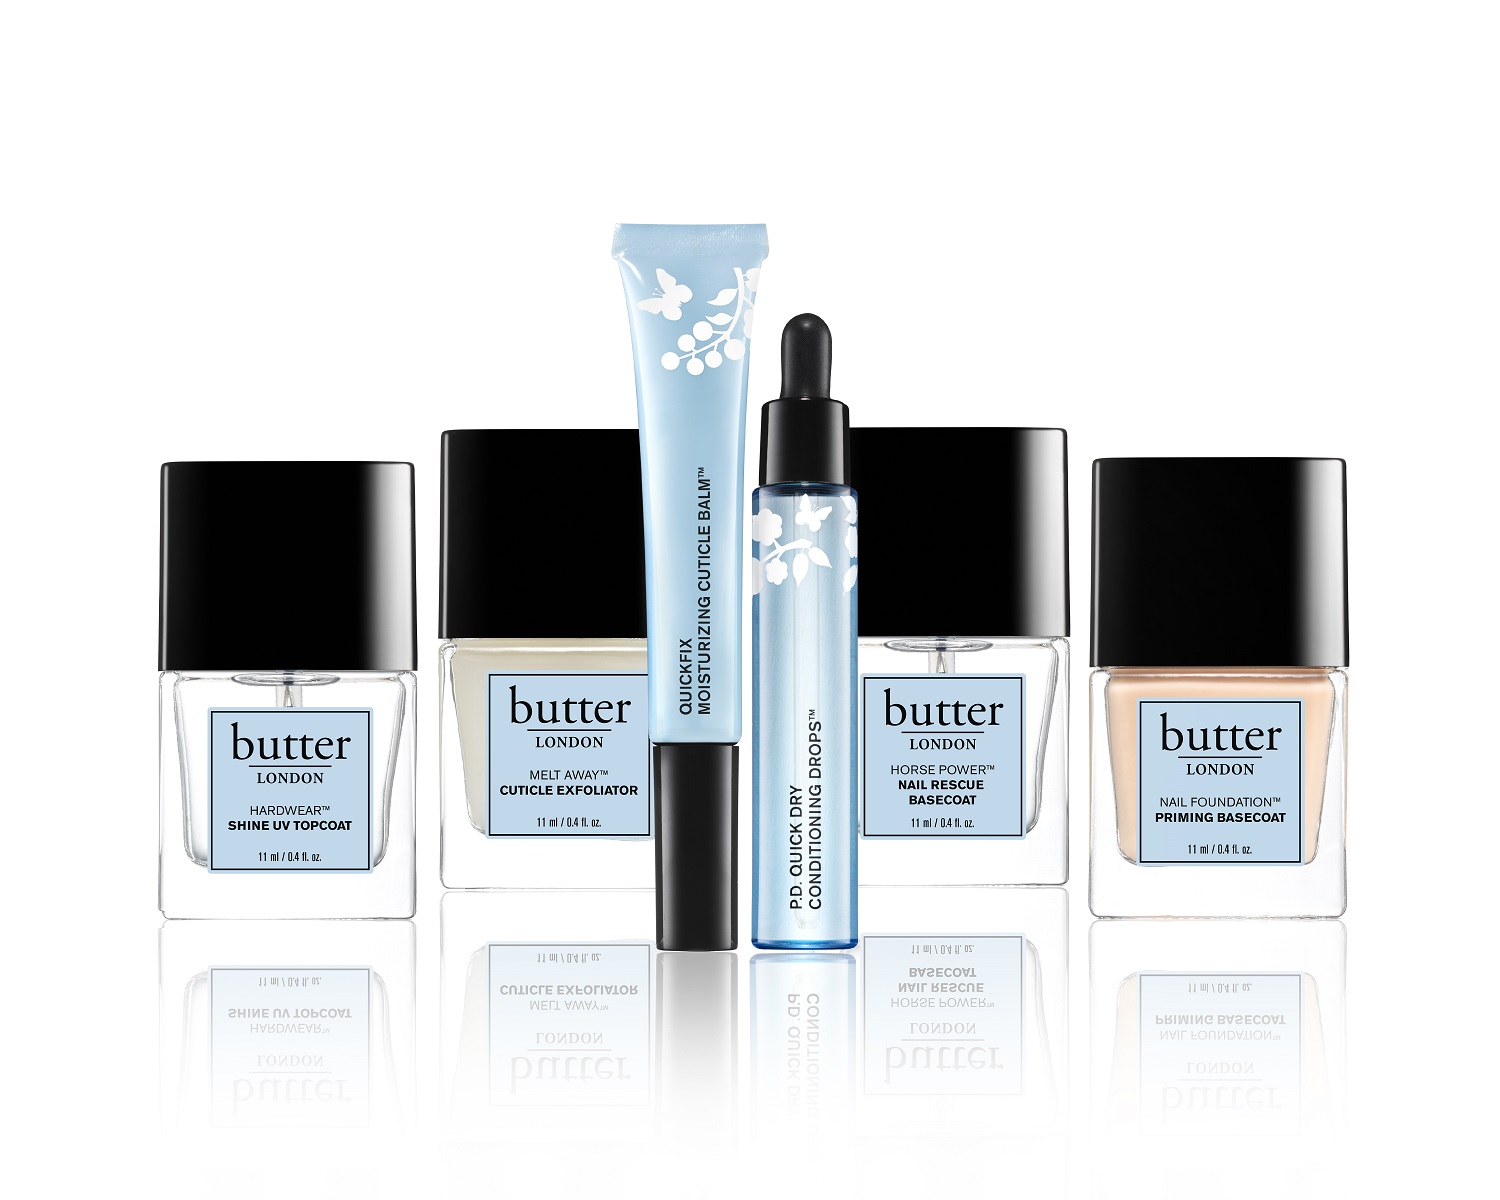 butter
LONDON
HARDWEAR™
SHINE UV TOPCOAT
11 ml / 0.4 fl. oz.
butter
LONDON
MELT AWAY™
CUTICLE EXFOLIATOR
11 ml / 0.4 fl. oz.
QUICKFIX
MOISTURIZING CUTICLE BALM™
P.D. QUICK DRY
CONDITIONING DROPS™
butter
LONDON
HORSE POWER™
NAIL RESCUE
BASECOAT
11 ml / 0.4 fl. oz.
butter
LONDON
NAIL FOUNDATION™
PRIMING BASECOAT
11 ml / 0.4 fl. oz.